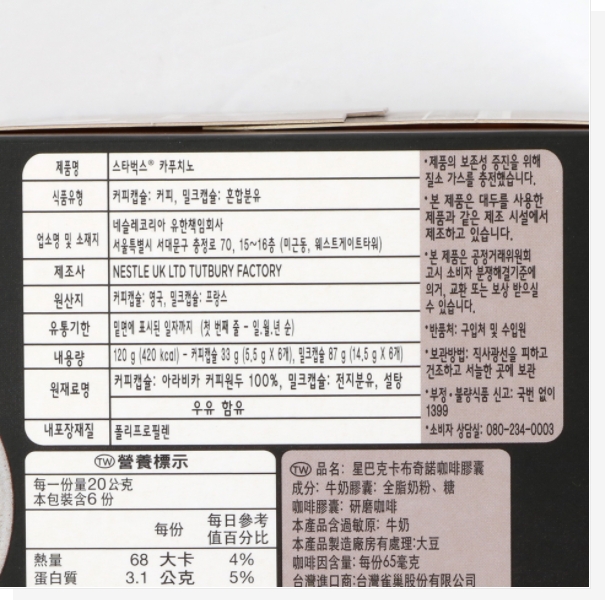 제품명 스타벅스® 카푸치노
식품유형 커피캡슐: 커피, 밀크캡슐: 혼합분유
업소명 및 소재지 네슬레코리아 유한책임회사
서울특별시 서대문구 충정로 70, 15~16층 (미근동, 웨스트게이트타워)
제조사 NESTLE UK LTD TUTBURY FACTORY
원산지 커피캡슐: 영국, 밀크캡슐: 프랑스
유통기한 밑면에 표시된 일자까지 (첫 번째 줄 - 일.월.년 순)
내용량 120 g (420 kcal) - 커피캡슐 33 g (5,5 g X 6개), 밀크캡슐 87 g (14,5 g X 6개)
원재료명 커피캡슐: 아라비카 커피원두 100%, 밀크캡슐: 전지분유, 설탕
우유 함유
내포장재질 폴리프로필렌
•제품의 보존성 증진을 위해
질소 가스를 충전했습니다.
•본 제품은 대두를 사용한
제품과 같은 제조 시설에서
제조하고 있습니다.
•본 제품은 공정거래위원회
고시 소비자 분쟁해결기준에
의거, 교환 또는 보상 받으실
수 있습니다.
•반품처: 구입처 및 수입원
•보관방법: 직사광선을 피하고
건조하고 서늘한 곳에 보관
•부정•불량식품 신고: 국번 없이
1399
•소비자 상담실: 080-234-0003
TW 營養標示
每一份量20公克
本包裝含6份
每份 每日參考
值百分比
熱量 68 大卡 4%
蛋白質 3.1 公克 5%
TW 品名: 星巴克卡布奇諾咖啡膠囊
成分: 牛奶膠囊: 全脂奶粉、糖
咖啡膠囊: 研磨咖啡
本產品含過敏原: 牛奶
本產品製造廠房有處理:大豆
咖啡因含量: 每份65毫克
台灣進口商:台灣雀巢股份有限公司